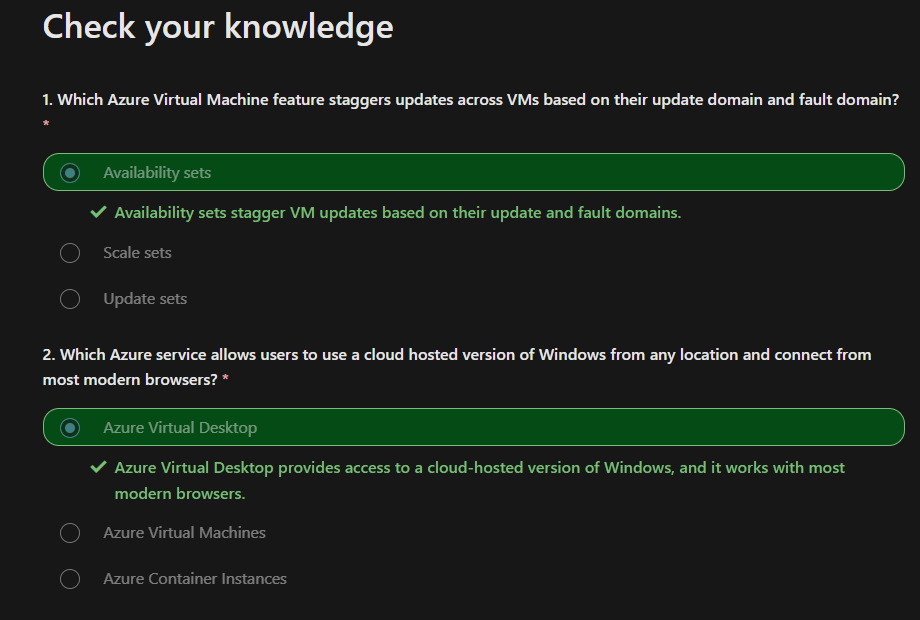 Check your knowledge
1. Which Azure Virtual Machine feature staggers updates across VMs based on their update domain and fault domain?
*
Availability sets
Availability sets stagger VM updates based on their update and fault domains.
Scale sets
Update sets
2. Which Azure service allows users to use a cloud hosted version of Windows from any location and connect from
most modern browsers? *
Azure Virtual Desktop
Azure Virtual Desktop provides access to a cloud-hosted version of Windows, and it works with most
modern browsers.
Azure Virtual Machines
Azure Container Instances